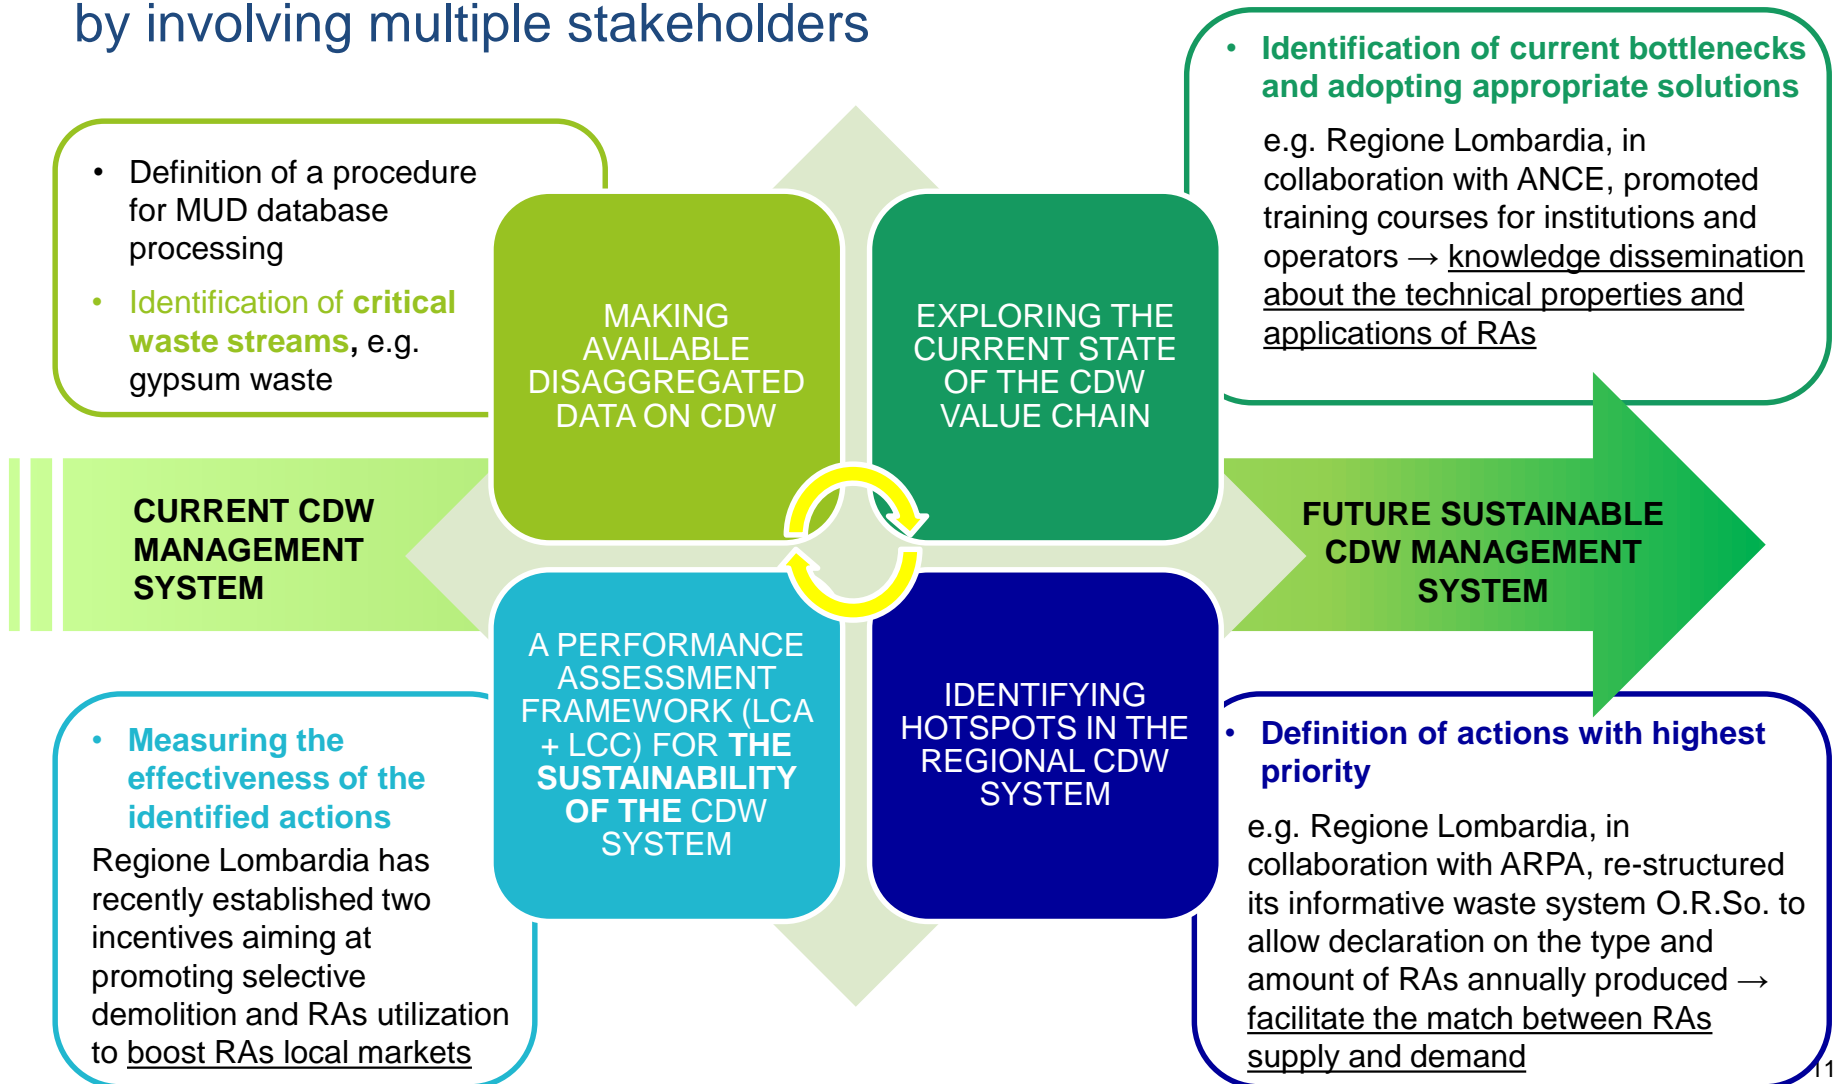 by involving multiple stakeholders
• Definition of a procedure
for MUD database
processing
• Identification of critical
waste streams, e.g.
gypsum waste
MAKING
AVAILABLE
DISAGGREGATED
DATA ON CDW
EXPLORING THE
CURRENT STATE
OF THE CDW
VALUE CHAIN
• Identification of current bottlenecks
and adopting appropriate solutions
e.g. Regione Lombardia, in
collaboration with ANCE, promoted
training courses for institutions and
operators → knowledge dissemination
about the technical properties and
applications of RAs
CURRENT CDW
MANAGEMENT
SYSTEM
FUTURE SUSTAINABLE
CDW MANAGEMENT
SYSTEM
• Measuring the
effectiveness of the
identified actions
Regione Lombardia has
recently established two
incentives aiming at
promoting selective
demolition and RAs utilization
to boost RAs local markets
A PERFORMANCE
ASSESSMENT
FRAMEWORK (LCA
+ LCC) FOR THE
SUSTAINABILITY
OF THE CDW
SYSTEM
IDENTIFYING
HOTSPOTS IN THE
REGIONAL CDW
SYSTEM
• Definition of actions with highest
priority
e.g. Regione Lombardia, in
collaboration with ARPA, re-structured
its informative waste system O.R.So. to
allow declaration on the type and
amount of RAs annually produced →
facilitate the match between RAs
supply and demand
11